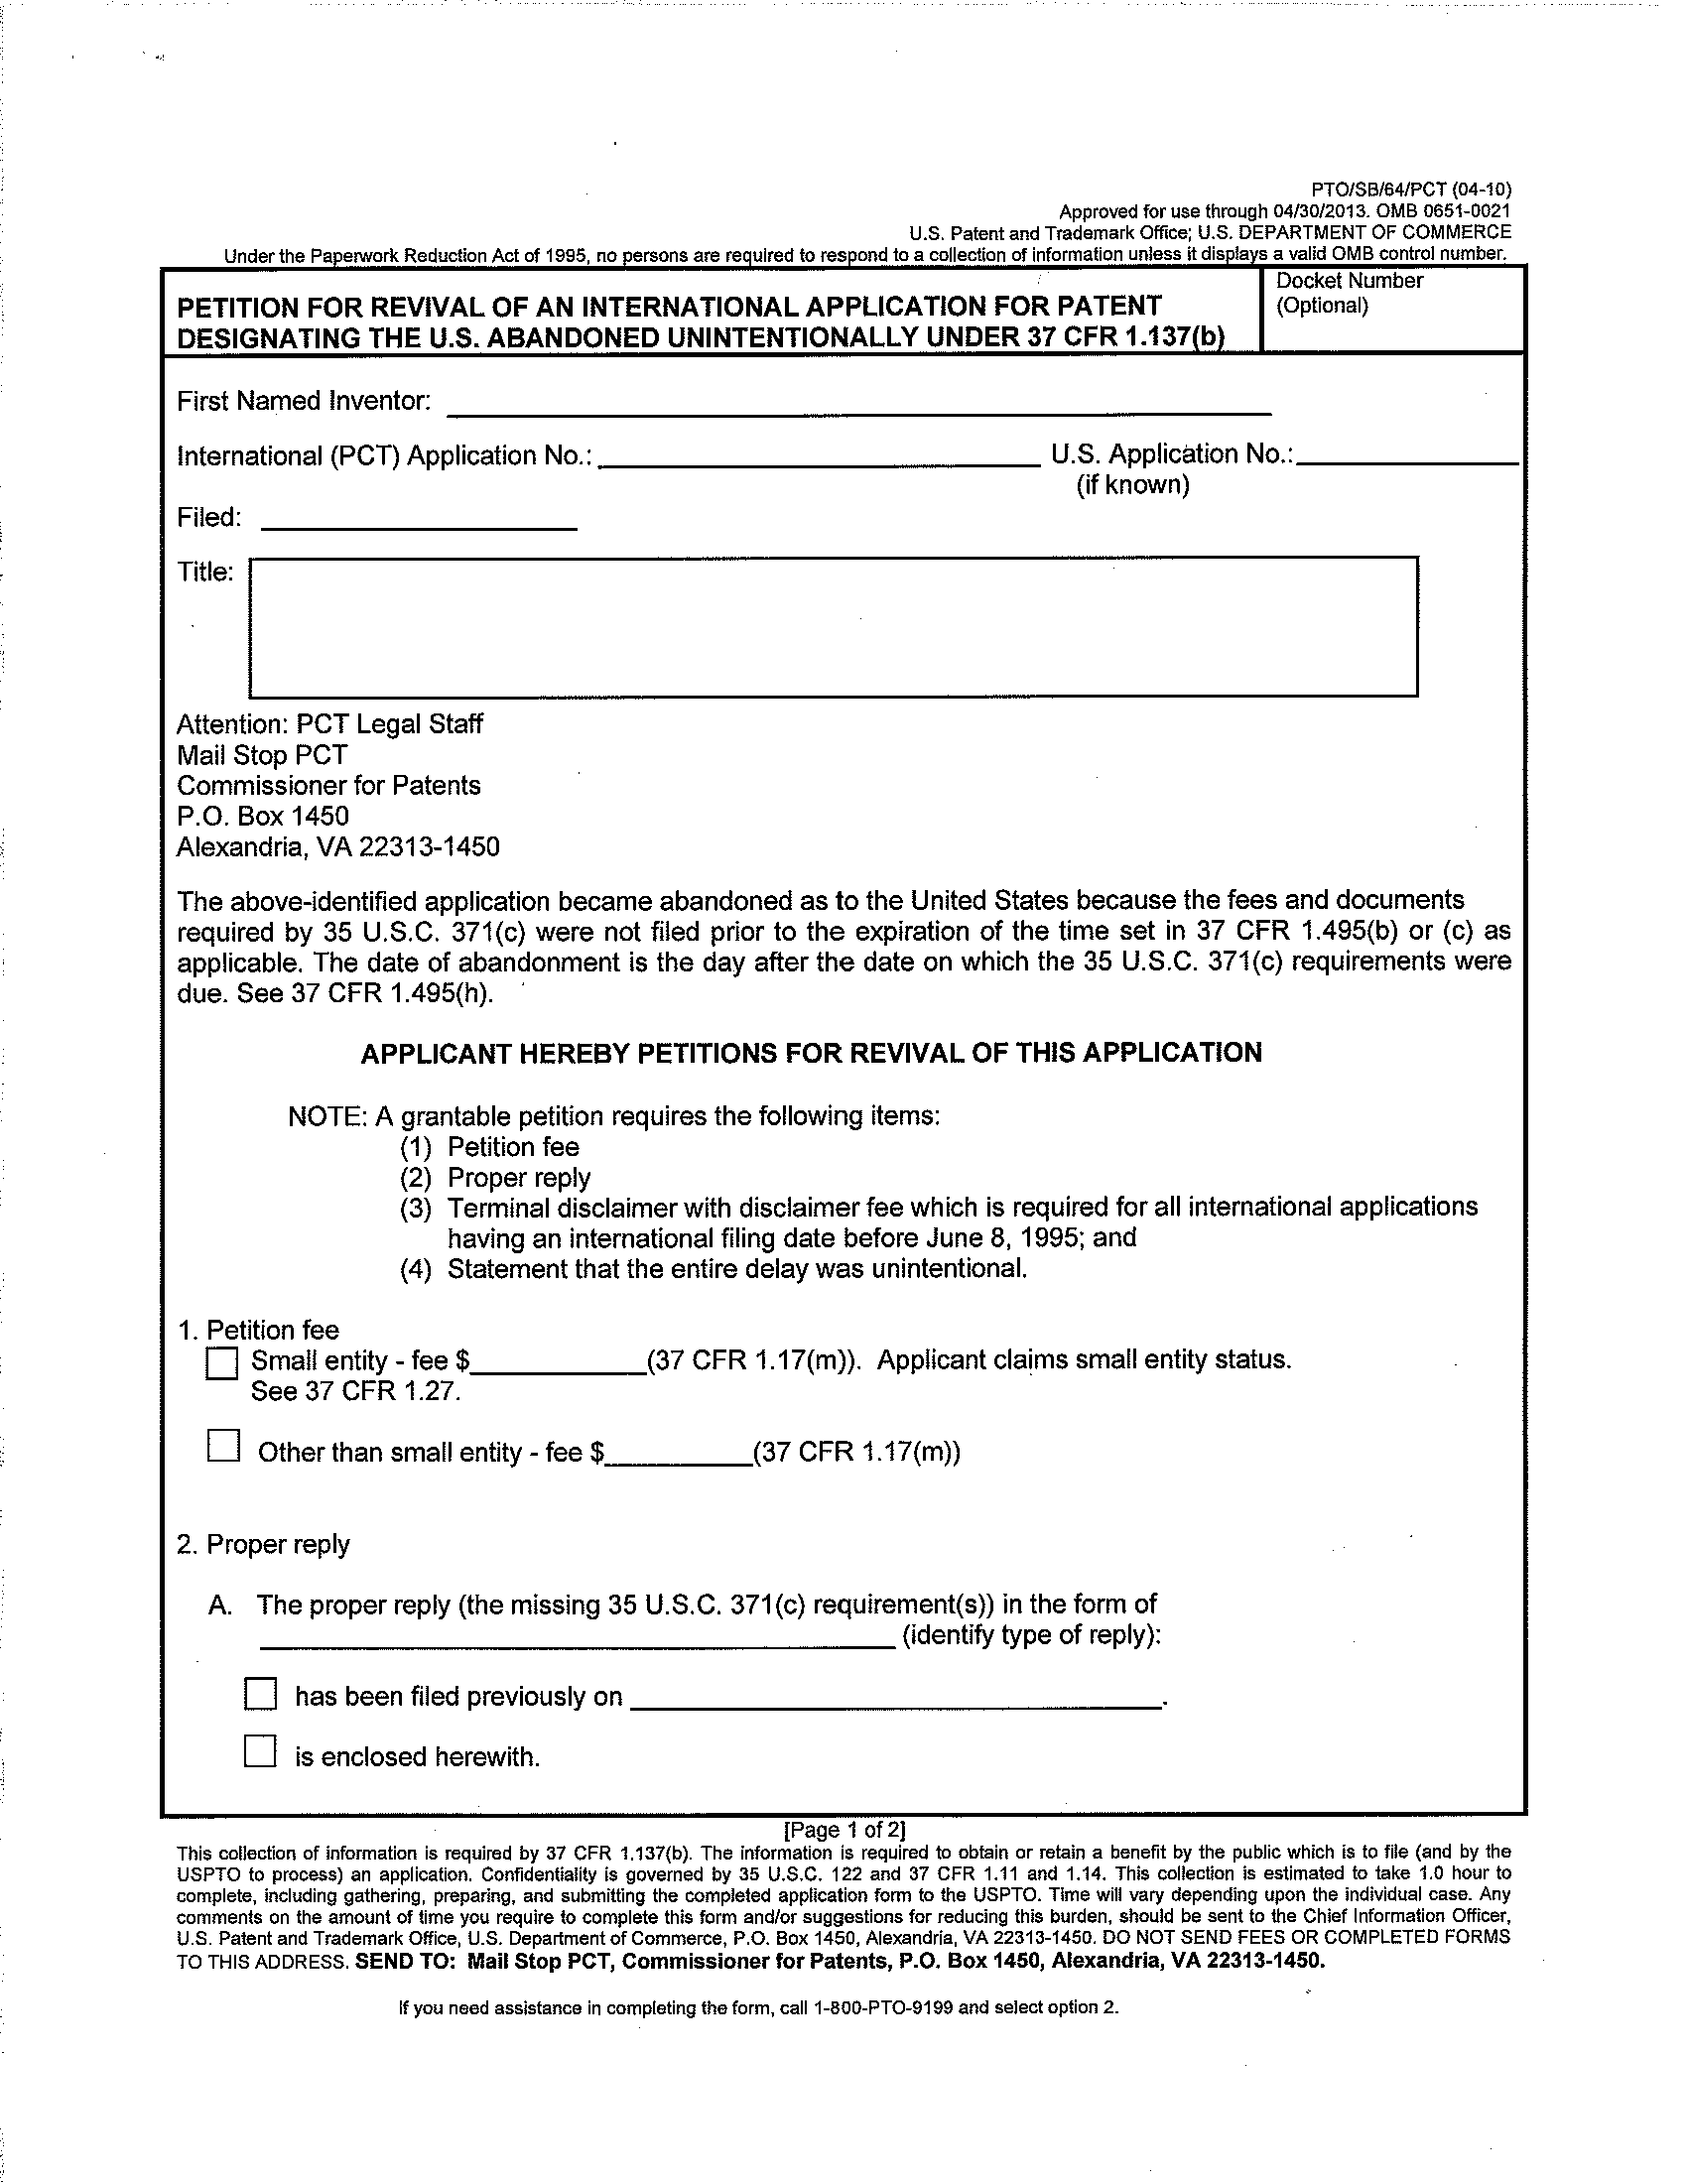 PTO/SB/64/PCT (04-10)
Approved for use through 04/30/2013. OMB 0651-0021
U.S. Patent and Trademark Office; U.S. DEPARTMENT OF COMMERCE
Under the Paperwork Reduction Act of 1995, no persons are required to respond to a collection of information unless it displays a valid OMB control number.
PETITION FOR REVIVAL OF AN INTERNATIONAL APPLICATION FOR PATENT
DESIGNATING THE U.S. ABANDONED UNINTENTIONALLY UNDER 37 CFR 1.137(b)
Docket Number
(Optional)
First Named Inventor:
International (PCT) Application No.: U.S. Application No.:
(if known)
Filed:
Title:
Attention: PCT Legal Staff
Mail Stop PCT
Commissioner for Patents
P.O. Box 1450
Alexandria, VA 22313-1450
The above-identified application became abandoned as to the United States because the fees and documents
required by 35 U.S.C. 371(c) were not filed prior to the expiration of the time set in 37 CFR 1.495(b) or (c) as
applicable. The date of abandonment is the day after the date on which the 35 U.S.C. 371(c) requirements were
due. See 37 CFR 1.495(h).
APPLICANT HEREBY PETITIONS FOR REVIVAL OF THIS APPLICATION
NOTE: A grantable petition requires the following items:
(1) Petition fee
(2) Proper reply
(3) Terminal disclaimer with disclaimer fee which is required for all international applications
having an international filing date before June 8, 1995; and
(4) Statement that the entire delay was unintentional.
1. Petition fee
Small entity - fee $____________(37 CFR 1.17(m)). Applicant claims small entity status.
See 37 CFR 1.27.
Other than small entity - fee $__________(37 CFR 1.17(m))
2. Proper reply
A. The proper reply (the missing 35 U.S.C. 371(c) requirement(s)) in the form of
(identify type of reply):
has been filed previously on ____________________.
is enclosed herewith.
[Page 1 of 2]
This collection of information is required by 37 CFR 1.137(b). The information is required to obtain or retain a benefit by the public which is to file (and by the
USPTO to process) an application. Confidentiality is governed by 35 U.S.C. 122 and 37 CFR 1.11 and 1.14. This collection is estimated to take 1.0 hour to
complete, including gathering, preparing, and submitting the completed application form to the USPTO. Time will vary depending upon the individual case. Any
comments on the amount of time you require to complete this form and/or suggestions for reducing this burden, should be sent to the Chief Information Officer,
U.S. Patent and Trademark Office, U.S. Department of Commerce, P.O. Box 1450, Alexandria, VA 22313-1450. DO NOT SEND FEES OR COMPLETED FORMS
TO THIS ADDRESS. SEND TO: Mail Stop PCT, Commissioner for Patents, P.O. Box 1450, Alexandria, VA 22313-1450.
If you need assistance in completing the form, call 1-800-PTO-9199 and select option 2.